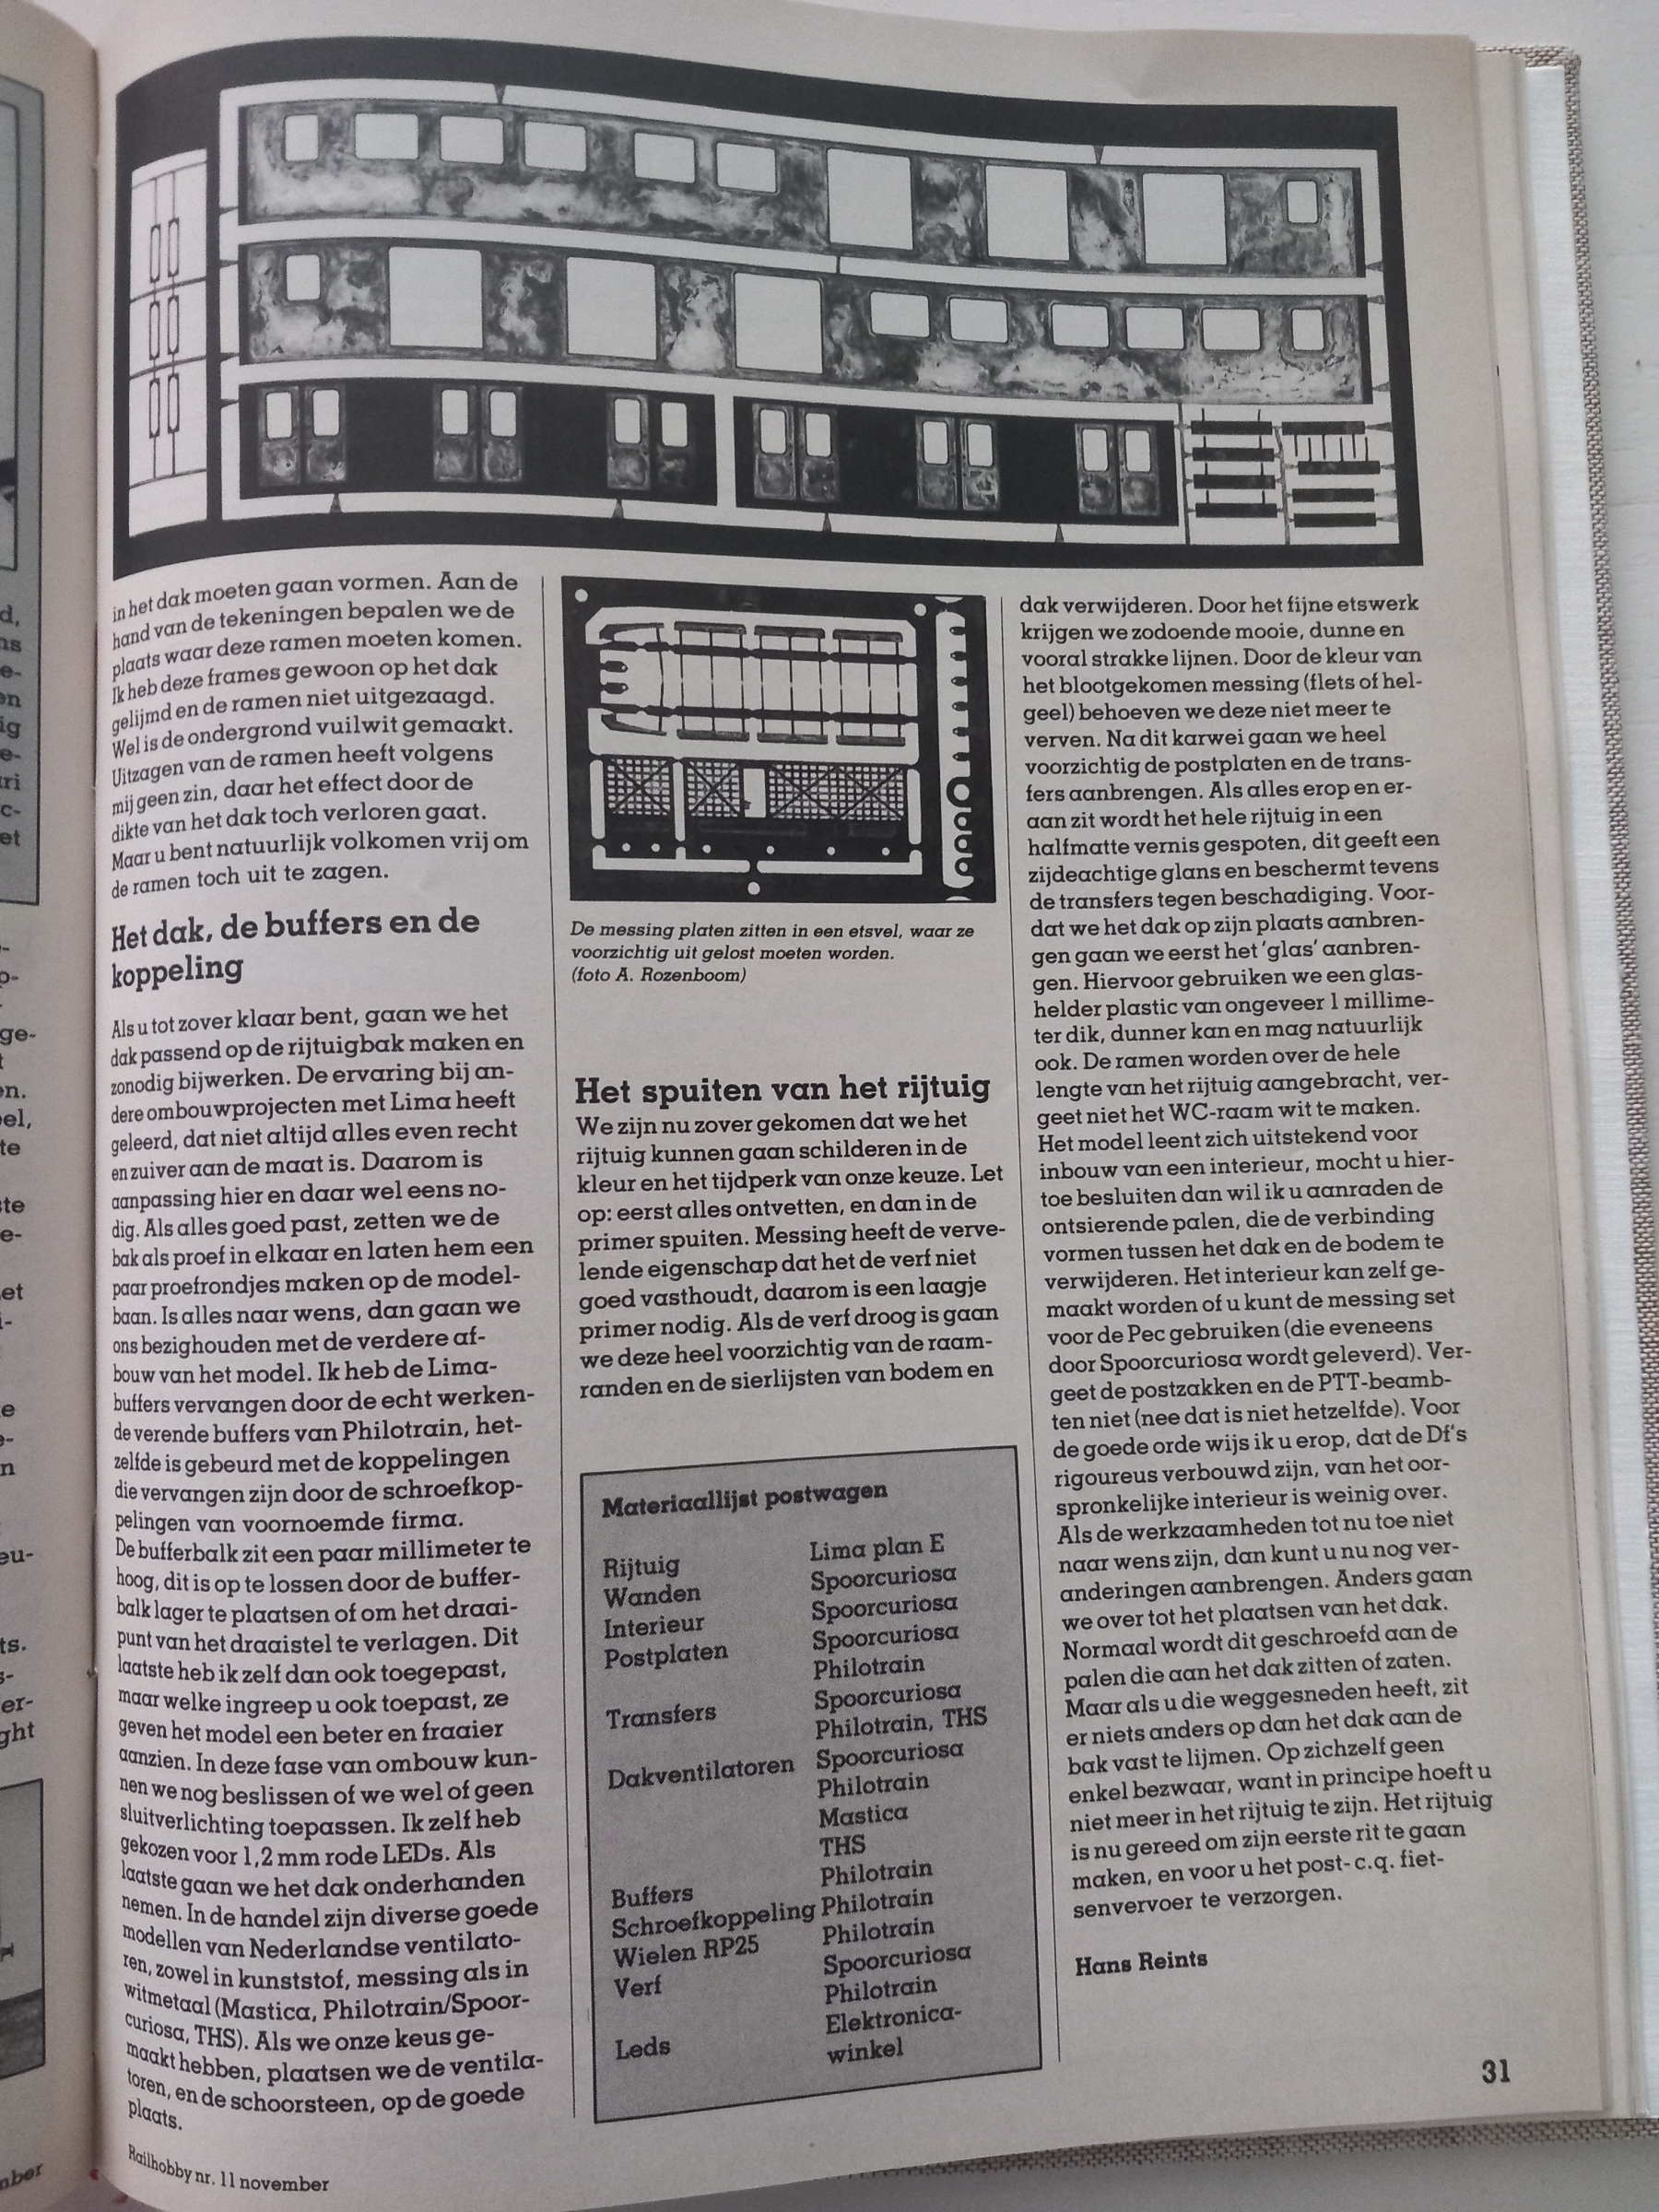 in het dak moeten gaan vormen. Aan de
hand van de tekeningen bepalen we de
plaats waar deze ramen moeten komen.
Ik heb deze frames gewoon op het dak
gelijmd en de ramen niet uitgezaagd.
Wel is de ondergrond vuilwit gemaakt.
Uitzagen van de ramen heeft volgens
mij geen zin, daar het effect door de
dikte van het dak toch verloren gaat.
Maar u bent natuurlijk volkomen vrij om
de ramen toch uit te zagen.
Het dak, de buffers en de
koppeling
Als u tot zover klaar bent, gaan we het
dak passend op de rijtuigbak maken en
zonodig bijwerken. De ervaring bij an-
dere ombouwprojecten met Lima heeft
geleerd, dat niet altijd alles even recht
en zuiver aan de maat is. Daarom is
aanpassing hier en daar wel eens no-
dig. Als alles goed past, zetten we de
bak als proef in elkaar en laten hem een
paar proefrondjes maken op de model-
baan. Is alles naar wens, dan gaan we
ons bezighouden met de verdere af-
bouw van het model. Ik heb de Lima-
buffers vervangen door de echt werken-
de verende buffers van Philotrain, het-
zelfde is gebeurd met de koppelingen
die vervangen zijn door de schroefkop-
pelingen van voornoemde firma.
De bufferbalk zit een paar millimeter te
hoog, dit is op te lossen door de buffer-
balk lager te plaatsen of om het draai-
punt van het draaistel te verlagen. Dit
laatste heb ik zelf dan ook toegepast,
maar welke ingreep u ook toepast, ze
geven het model een beter en fraaier
aanzien. In deze fase van ombouw kun-
nen we nog beslissen of we wel of geen
sluitverlichting toepassen. Ik zelf heb
gekozen voor 1,2 mm rode LEDs. Als
laatste gaan we het dak onderhanden
nemen. In de handel zijn diverse goede
modellen van Nederlandse ventilato-
ren, zowel in kunststof, messing als in
witmetaal (Mastica, Philotrain/Spoor-
curiosa, THS). Als we onze keus ge-
maakt hebben, plaatsen we de ventila-
toren, en de schoorsteen, op de goede
plaats.
De messing platen zitten in een etsvel, waar ze
voorzichtig uit gelost moeten worden.
(foto A. Rozenboom)
Het spuiten van het rijtuig
We zijn nu zover gekomen dat we het
rijtuig kunnen gaan schilderen in de
kleur en het tijdperk van onze keuze. Let
op: eerst alles ontvetten, en dan in de
primer spuiten. Messing heeft de verve-
lende eigenschap dat het de verf niet
goed vasthoudt, daarom is een laagje
primer nodig. Als de verf droog is gaan
we deze heel voorzichtig van de raam-
randen en de sierlijsten van bodem en
Materiaallijst postwagen
Rijtuig Lima plan E
Wanden Spoorcuriosa
Interieur Spoorcuriosa
Postplaten Spoorcuriosa
Philotrain
Transfers Spoorcuriosa
Philotrain, THS
Dakventilatoren Spoorcuriosa
Philotrain
Mastica
THS
Buffers Philotrain
Schroefkoppeling Philotrain
Wielen RP25 Philotrain
Verf Spoorcuriosa
Philotrain
Leds Elektronica-
winkel
dak verwijderen. Door het fijne etswerk
krijgen we zodoende mooie, dunne en
vooral strakke lijnen. Door de kleur van
het blootgekomen messing (flets of hel-
geel) behoeven we deze niet meer te
verven. Na dit karwei gaan we heel
voorzichtig de postplaten en de trans-
fers aanbrengen. Als alles erop en er-
aan zit wordt het hele rijtuig in een
halfmatte vernis gespoten, dit geeft een
zijdeachtige glans en beschermt tevens
de transfers tegen beschadiging. Voor-
dat we het dak op zijn plaats aanbren-
gen gaan we eerst het 'glas' aanbren-
gen. Hiervoor gebruiken we een glas-
helder plastic van ongeveer 1 millime-
ter dik, dunner kan en mag natuurlijk
ook. De ramen worden over de hele
lengte van het rijtuig aangebracht, ver-
geet niet het WC-raam wit te maken.
Het model leent zich uitstekend voor
inbouw van een interieur, mocht u hier-
toe besluiten dan wil ik u aanraden de
ontsierende palen, die de verbinding
vormen tussen het dak en de bodem te
verwijderen. Het interieur kan zelf ge-
maakt worden of u kunt de messing set
voor de Pec gebruiken (die eveneens
door Spoorcuriosa wordt geleverd). Ver-
geet de postzakken en de PTT-beamb-
ten niet (nee dat is niet hetzelfde). Voor
de goede orde wijs ik u erop, dat de Df's
rigoureus verbouwd zijn, van het oor-
spronkelijke interieur is weinig over.
Als de werkzaamheden tot nu toe niet
naar wens zijn, dan kunt u nu nog ver-
anderingen aanbrengen. Anders gaan
we over tot het plaatsen van het dak.
Normaal wordt dit geschroefd aan de
palen die aan het dak zitten of zaten.
Maar als u die weggesneden heeft, zit
er niets anders op dan het dak aan de
bak vast te lijmen. Op zichzelf geen
enkel bezwaar, want in principe hoeft u
niet meer in het rijtuig te zijn. Het rijtuig
is nu gereed om zijn eerste rit te gaan
maken, en voor u het post- c.q. fiet-
senvervoer te verzorgen.
Hans Reints
31
Railhobby nr. 11 november